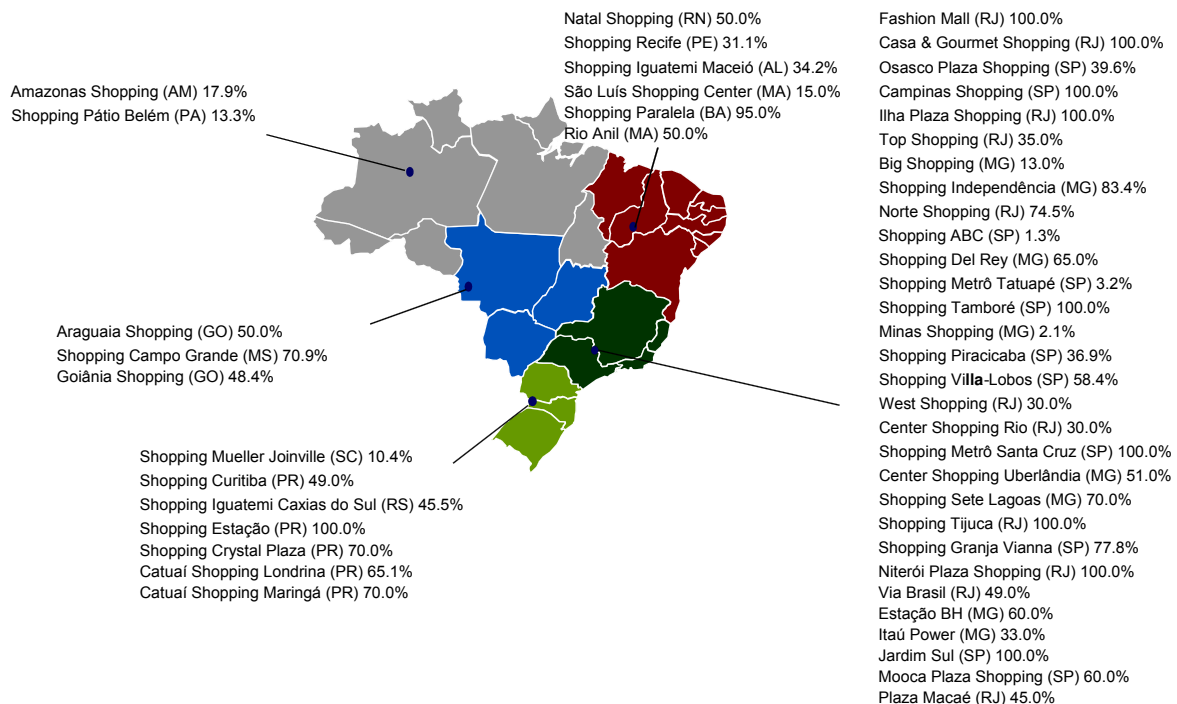 Amazonas Shopping (AM) 17.9%
Shopping Pátio Belém (PA) 13.3%
Natal Shopping (RN) 50.0%
Shopping Recife (PE) 31.1%
Shopping Iguatemi Maceió (AL) 34.2%
São Luís Shopping Center (MA) 15.0%
Shopping Paralela (BA) 95.0%
Rio Anil (MA) 50.0%
Araguaia Shopping (GO) 50.0%
Shopping Campo Grande (MS) 70.9%
Goiânia Shopping (GO) 48.4%
Shopping Mueller Joinville (SC) 10.4%
Shopping Curitiba (PR) 49.0%
Shopping Iguatemi Caxias do Sul (RS) 45.5%
Shopping Estação (PR) 100.0%
Shopping Crystal Plaza (PR) 70.0%
Catuaí Shopping Londrina (PR) 65.1%
Catuaí Shopping Maringá (PR) 70.0%
Fashion Mall (RJ) 100.0%
Casa & Gourmet Shopping (RJ) 100.0%
Osasco Plaza Shopping (SP) 39.6%
Campinas Shopping (SP) 100.0%
Ilha Plaza Shopping (RJ) 100.0%
Top Shopping (RJ) 35.0%
Big Shopping (MG) 13.0%
Shopping Independência (MG) 83.4%
Norte Shopping (RJ) 74.5%
Shopping ABC (SP) 1.3%
Shopping Del Rey (MG) 65.0%
Shopping Metrô Tatuapé (SP) 3.2%
Shopping Tamboré (SP) 100.0%
Minas Shopping (MG) 2.1%
Shopping Piracicaba (SP) 36.9%
Shopping Villa-Lobos (SP) 58.4%
West Shopping (RJ) 30.0%
Center Shopping Rio (RJ) 30.0%
Shopping Metrô Santa Cruz (SP) 100.0%
Center Shopping Uberlândia (MG) 51.0%
Shopping Sete Lagoas (MG) 70.0%
Shopping Tijuca (RJ) 100.0%
Shopping Granja Vianna (SP) 77.8%
Niterói Plaza Shopping (RJ) 100.0%
Via Brasil (RJ) 49.0%
Estação BH (MG) 60.0%
Itaú Power (MG) 33.0%
Jardim Sul (SP) 100.0%
Mooca Plaza Shopping (SP) 60.0%
Plaza Macaé (RJ) 45.0%